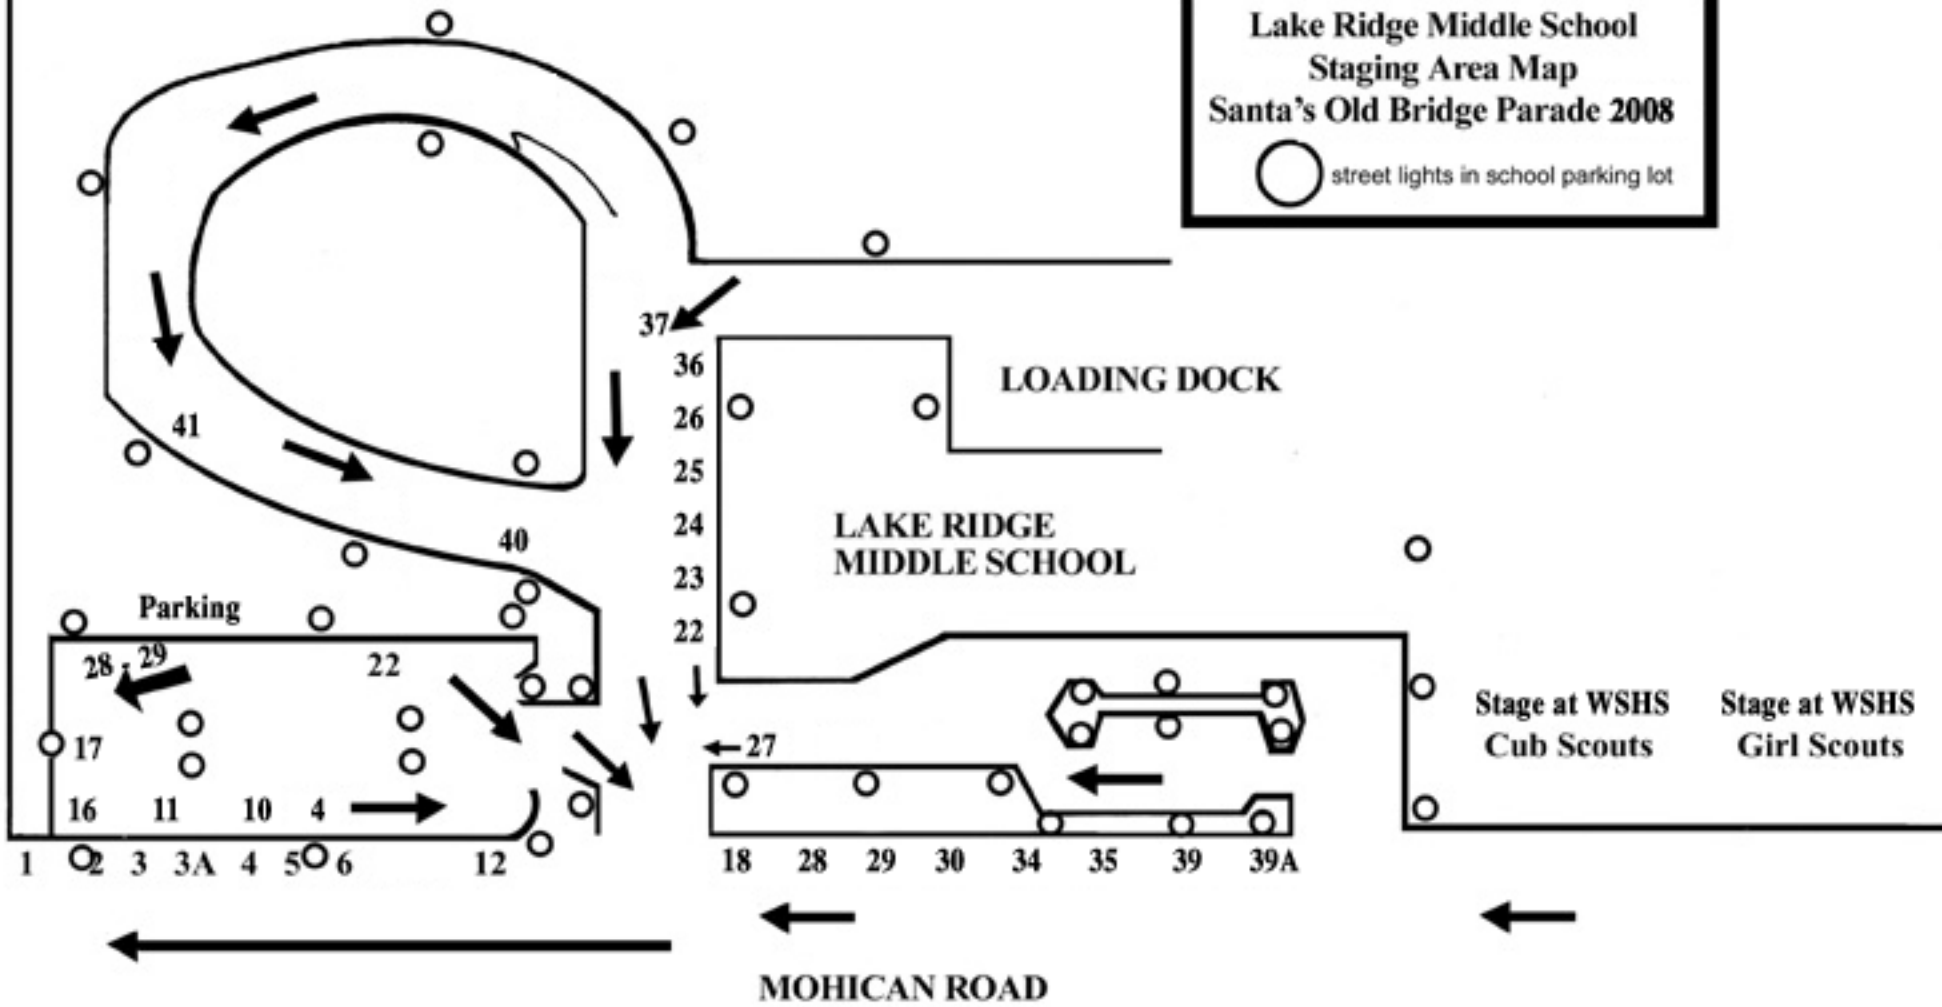 Lake Ridge Middle School
Staging Area Map
Santa's Old Bridge Parade 2008
street lights in school parking lot
37
36
LOADING DOCK
26
41
25
24
LAKE RIDGE
40
MIDDLE SCHOOL
23
Parking
22
28 - 29
22
Stage at WSHS
Cub Scouts
Stage at WSHS
Girl Scouts
17
27
16 11 10 4
1 2 3 3A 4 5 6 12 18 28 29 30 34 35 39 39A
MOHICAN ROAD